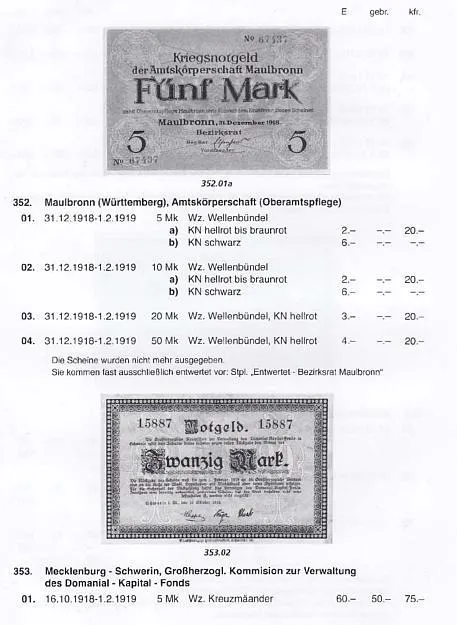 E gebr. kfr.
Nº 67437
Kriegsnotgeld
der Amtskörperschaft Maulbronn
Fünf Mark
Maulbronn, 31. Dezember 1918
Bezirksrat
5 5
Vorsitzender
Nº 67437
352.01a
352. Maulbronn (Württemberg), Amtskörperschaft (Oberamtspflege)
01. 31.12.1918-1.2.1919 5 Mk Wz. Wellenbündel
a) KN hellrot bis braunrot 2.– –.– 20.–
b) KN schwarz 6.– –.– –.–
02. 31.12.1918-1.2.1919 10 Mk Wz. Wellenbündel
a) KN hellrot bis braunrot 2.– –.– 20.–
b) KN schwarz 6.– –.– –.–
03. 31.12.1918-1.2.1919 20 Mk Wz. Wellenbündel, KN hellrot 3.– –.– 20.–
04. 31.12.1918-1.2.1919 50 Mk Wz. Wellenbündel, KN hellrot 4.– –.– 20.–
Die Scheine wurden nicht mehr ausgegeben.
Sie kommen fast ausschließlich entwertet vor: Stpl. „Entwertet - Bezirksrat Maulbronn"
15887 Notgeld. 15887
Zwanzig Mark.
353.02
353. Mecklenburg - Schwerin, Großherzogl. Kommision zur Verwaltung
des Domanial - Kapital - Fonds
01. 16.10.1918-1.2.1919 5 Mk Wz. Kreuzmäander 60.– 50.– 75.–